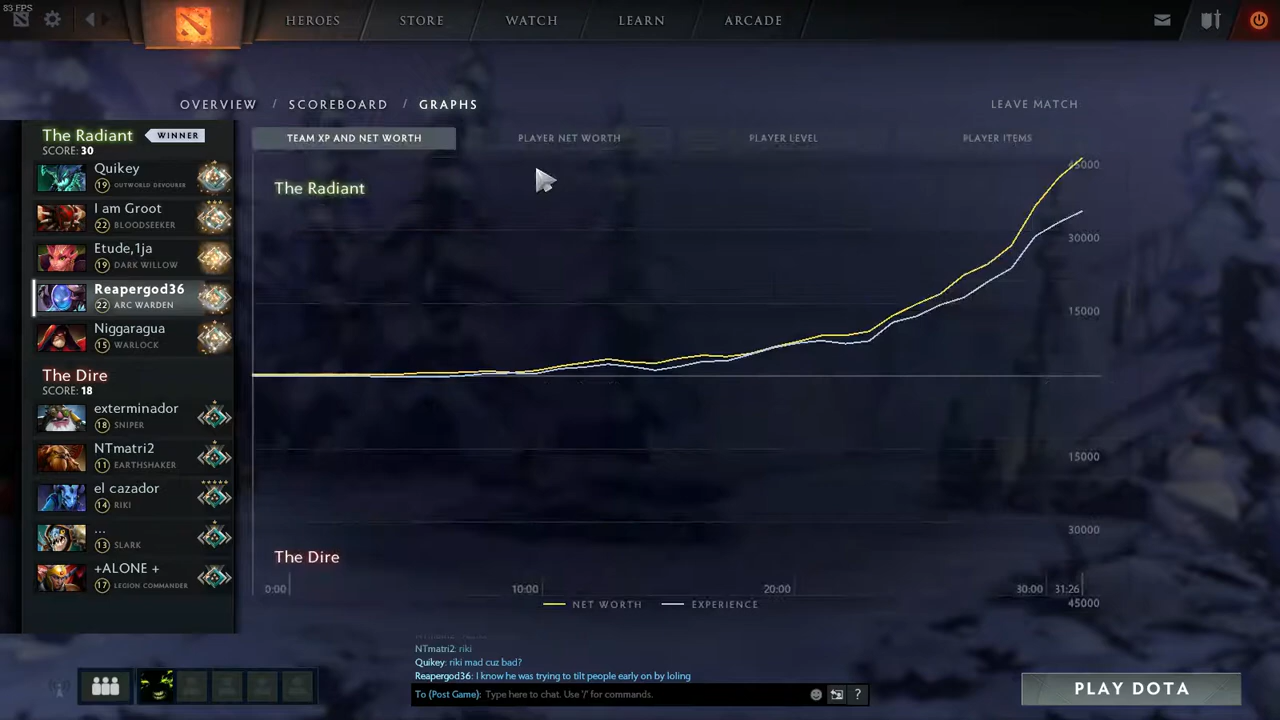 83 FPS
HEROES
STORE
WATCH
LEARN
ARCADE
OVERVIEW / SCOREBOARD / GRAPHS
LEAVE MATCH
The Radiant
WINNER
SCORE: 30
Quikey
19 OUTWORLD DEVOURER
I am Groot
22 BLOODSEEKER
Etude,1ja
19 DARK WILLOW
Reapergod36
22 ARC WARDEN
Niggaragua
15 WARLOCK
The Dire
SCORE: 18
exterminador
18 SNIPER
NTmatri2
11 EARTHSHAKER
el cazador
14 RIKI
...
13 SLARK
+ALONE +
17 LEGION COMMANDER
TEAM XP AND NET WORTH
PLAYER NET WORTH
PLAYER LEVEL
PLAYER ITEMS
The Radiant
45000
30000
15000
15000
30000
45000
The Dire
0:00
10:00
20:00
30:00
31:26
NET WORTH
EXPERIENCE
NTmatri2: riki
Quikey: riki mad cuz bad?
Reapergod36: I know he was trying to tilt people early on by loling
To (Post Game): Type here to chat. Use '/' for commands.
?
PLAY DOTA